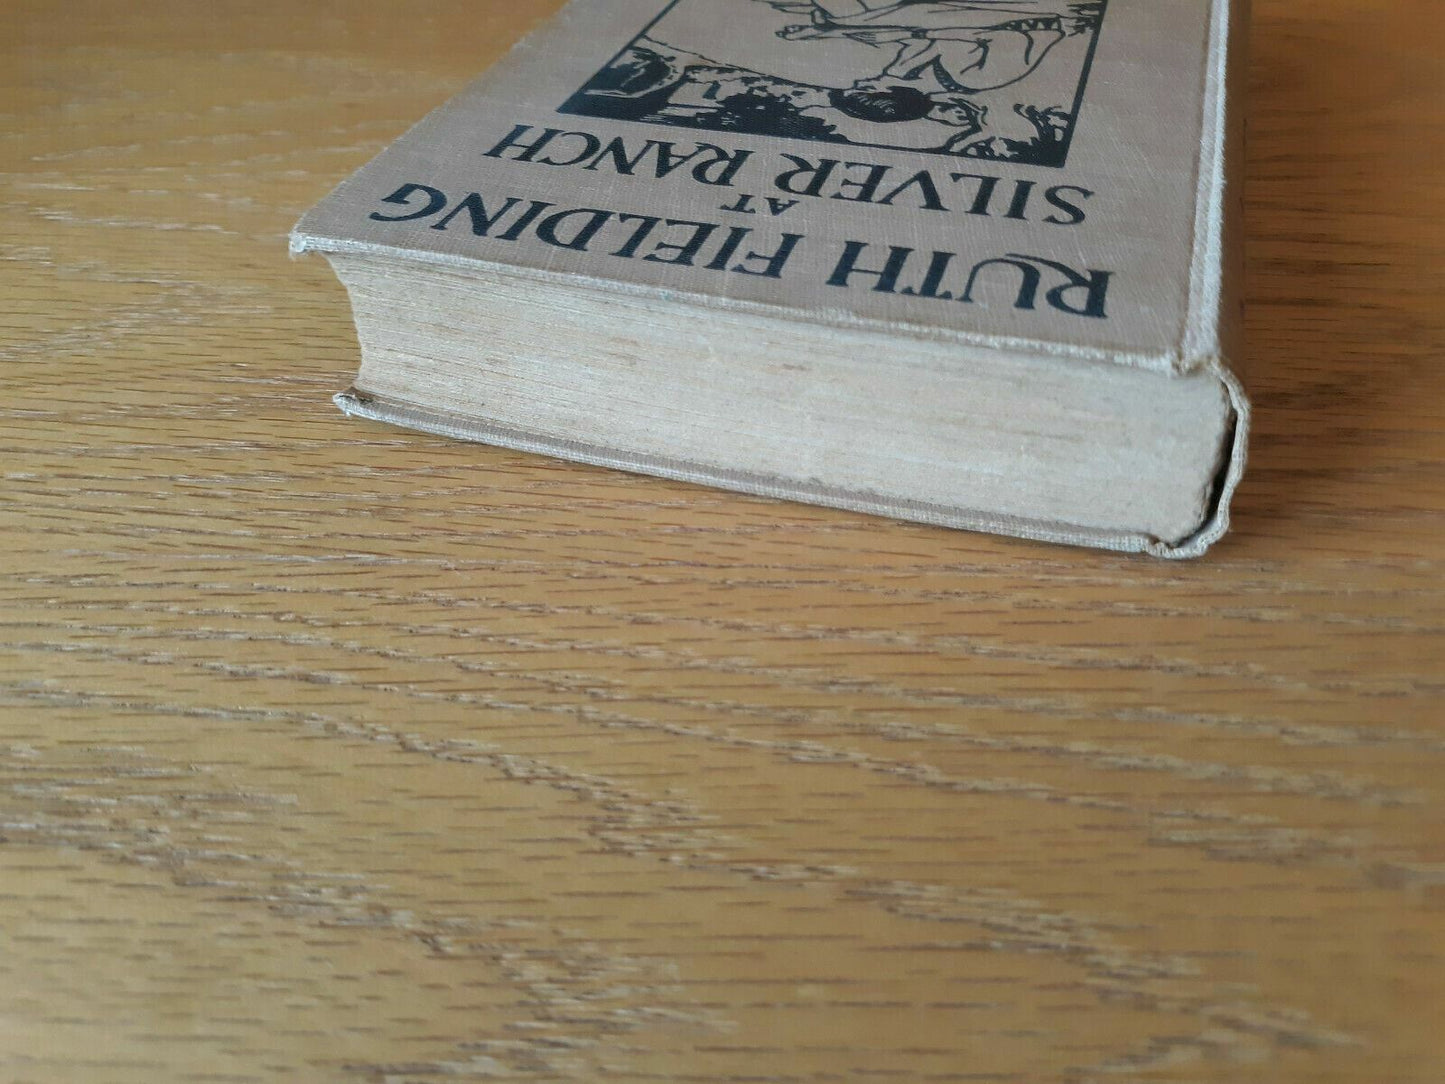 RUTH FIELDING
AT
SILVER RANCH